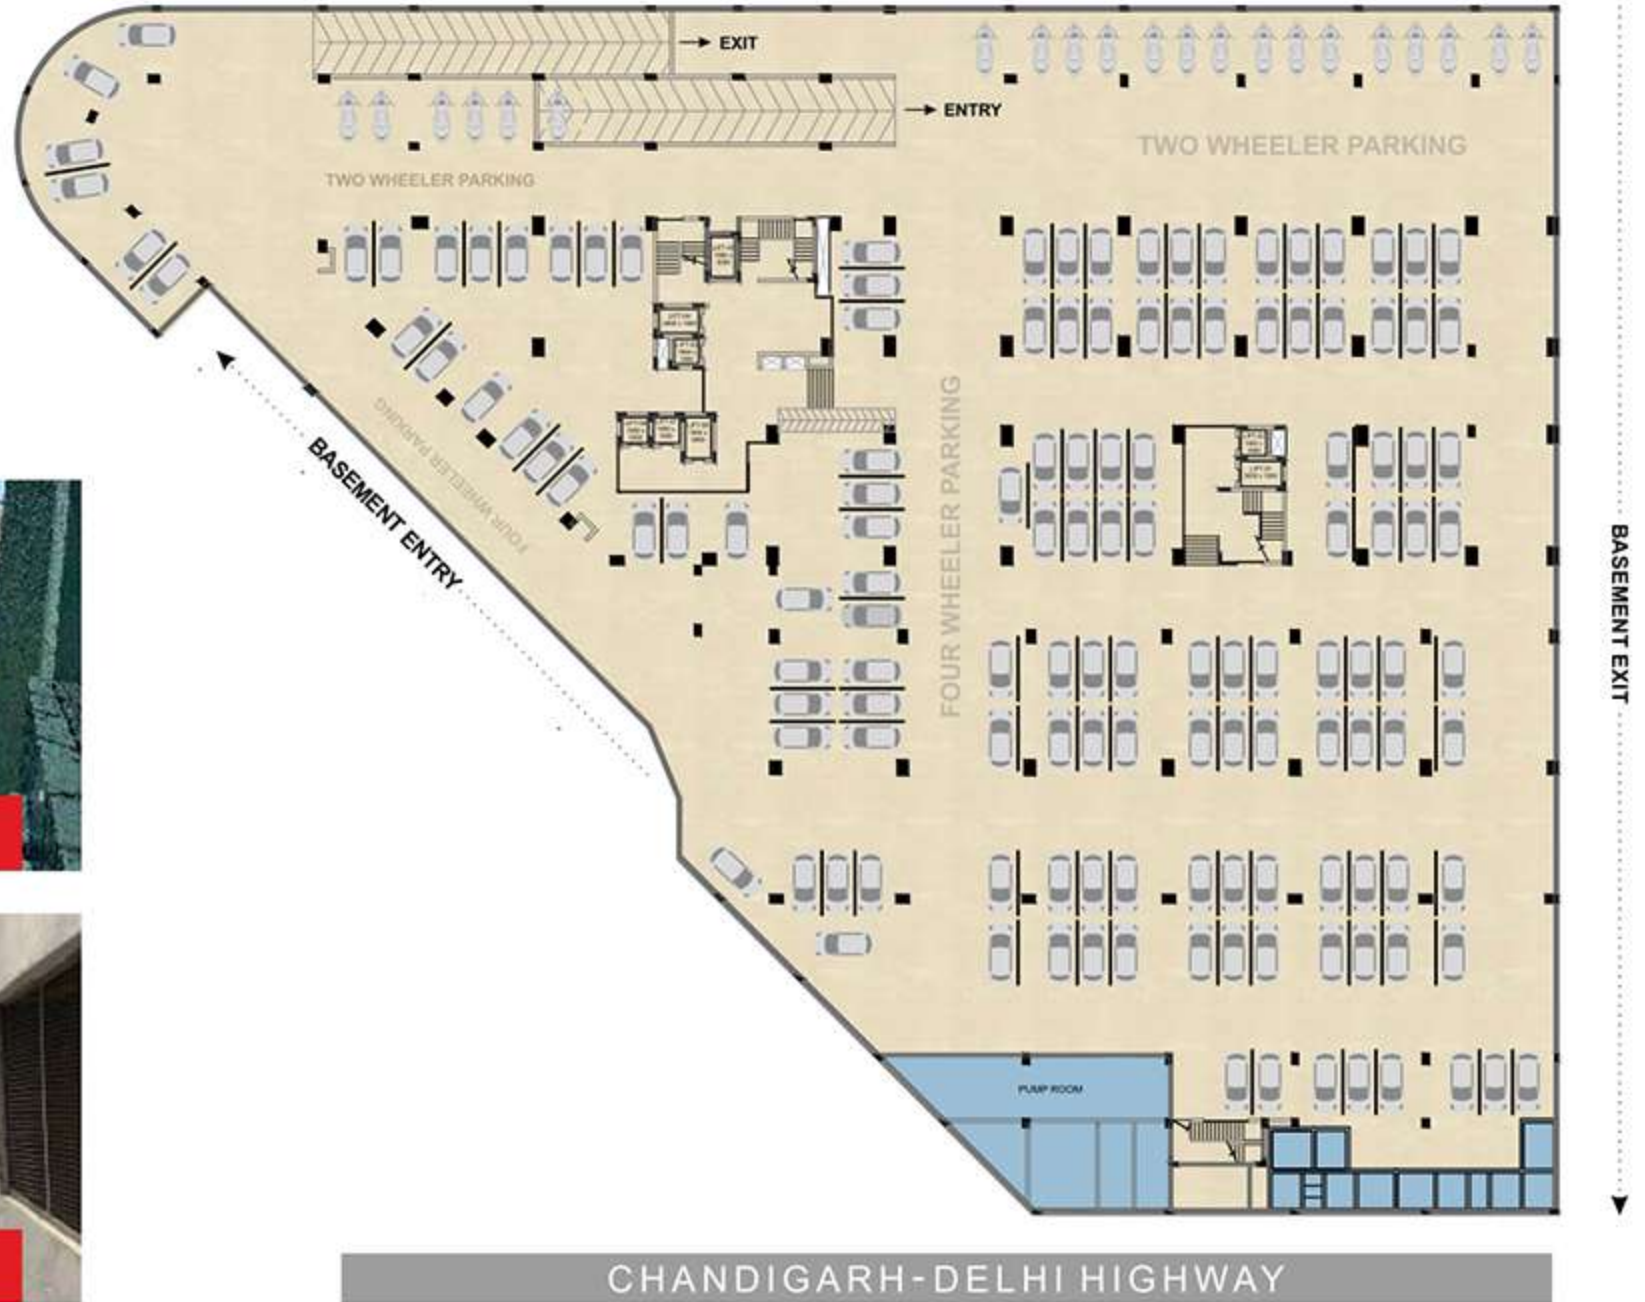 EXIT
ENTRY
TWO WHEELER PARKING
TWO WHEELER PARKING
FOUR WHEELER PARKING
FOUR WHEELER PARKING
BASEMENT ENTRY
BASEMENT EXIT
PUMP ROOM
CHANDIGARH-DELHI HIGHWAY